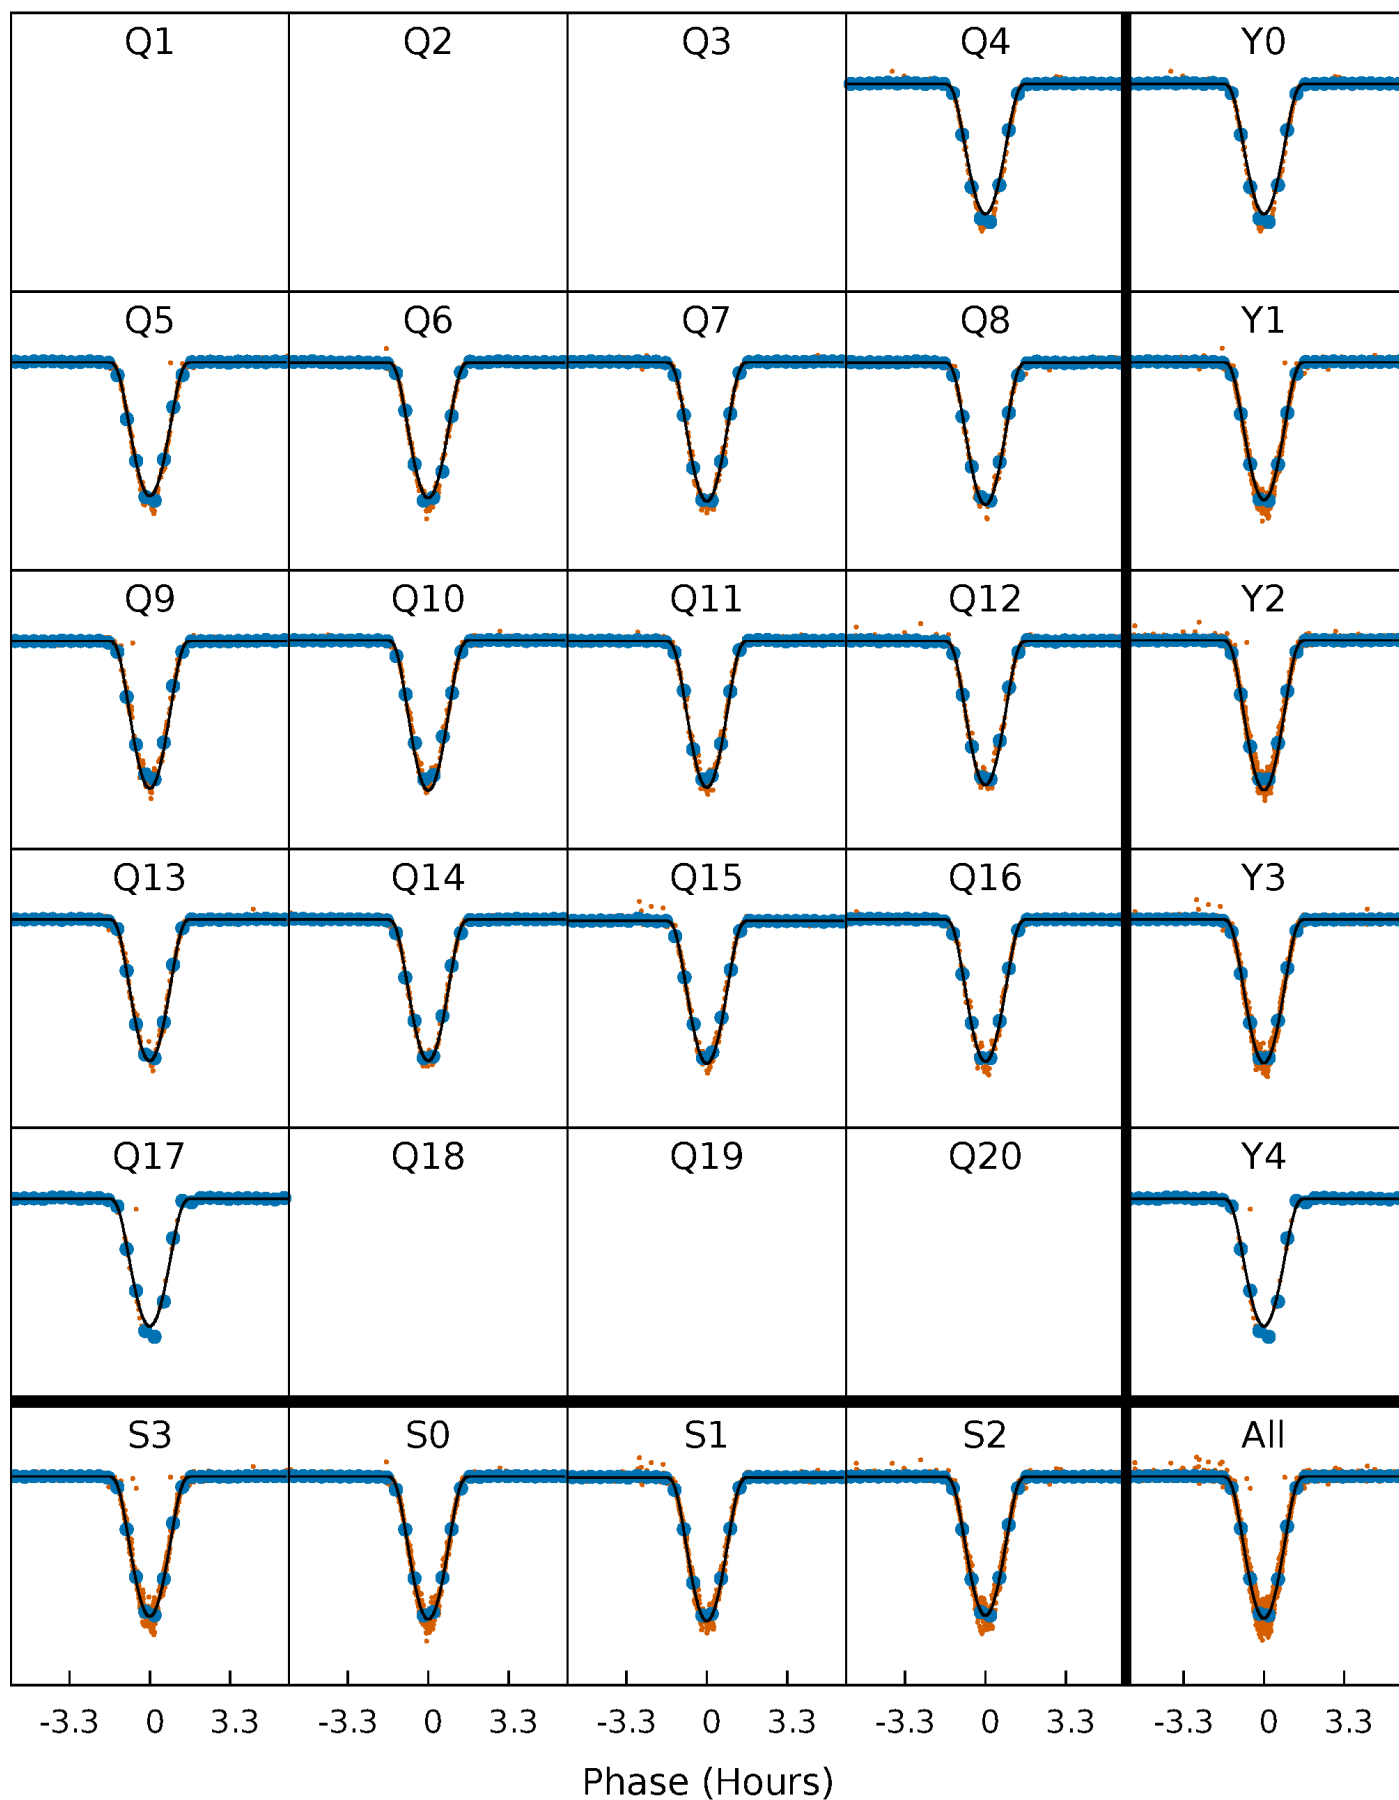 Q1 Q2 Q3 Q4 Y0
Q5 Q6 Q7 Q8 Y1
Q9 Q10 Q11 Q12 Y2
Q13 Q14 Q15 Q16 Y3
Q17 Q18 Q19 Q20 Y4
S3 S0 S1 S2 All
-3.3 0 3.3 -3.3 0 3.3 -3.3 0 3.3 -3.3 0 3.3 -3.3 0 3.3
Phase (Hours)